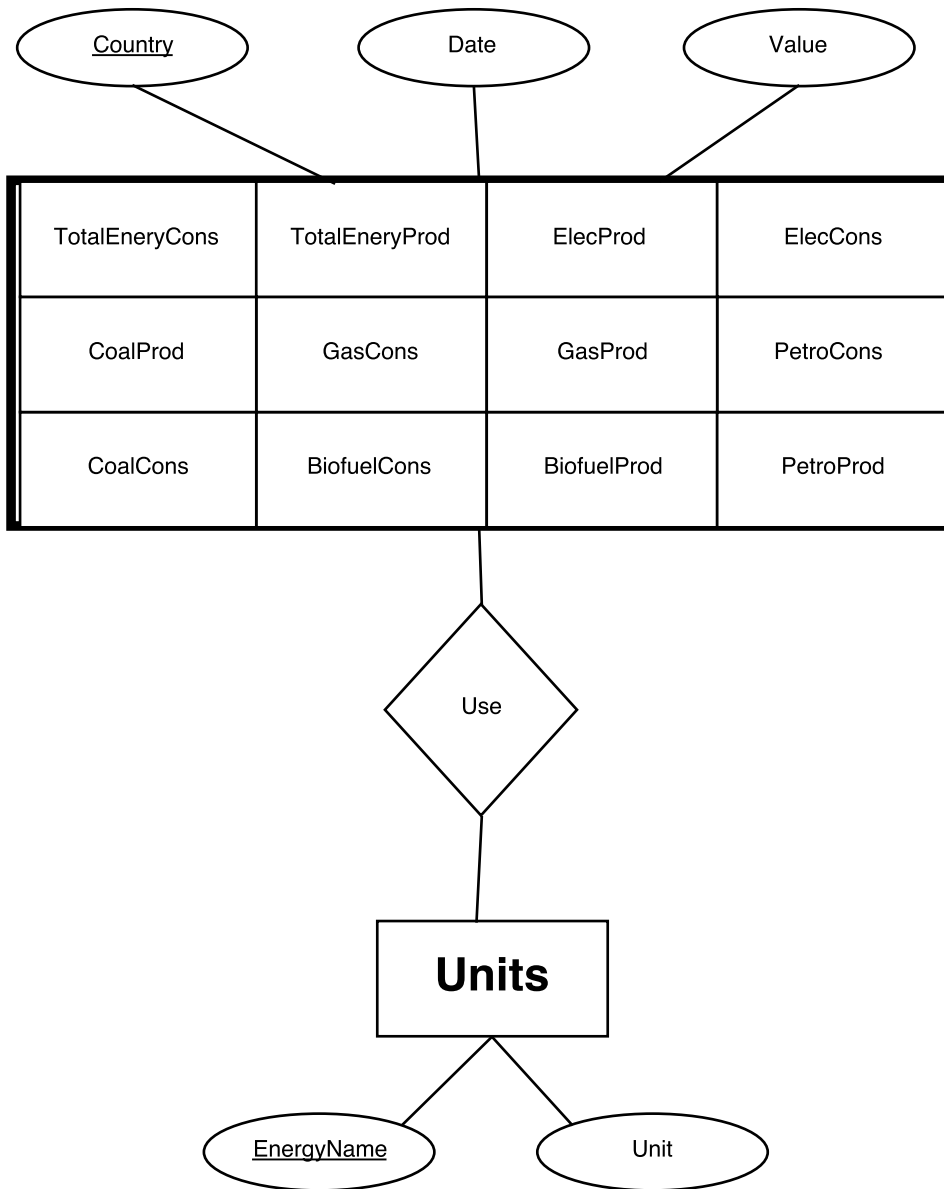 Country Date Value
TotalEneryCons TotalEneryProd ElecProd ElecCons
CoalProd GasCons GasProd PetroCons
CoalCons BiofuelCons BiofuelProd PetroProd
Use
Units
EnergyName Unit